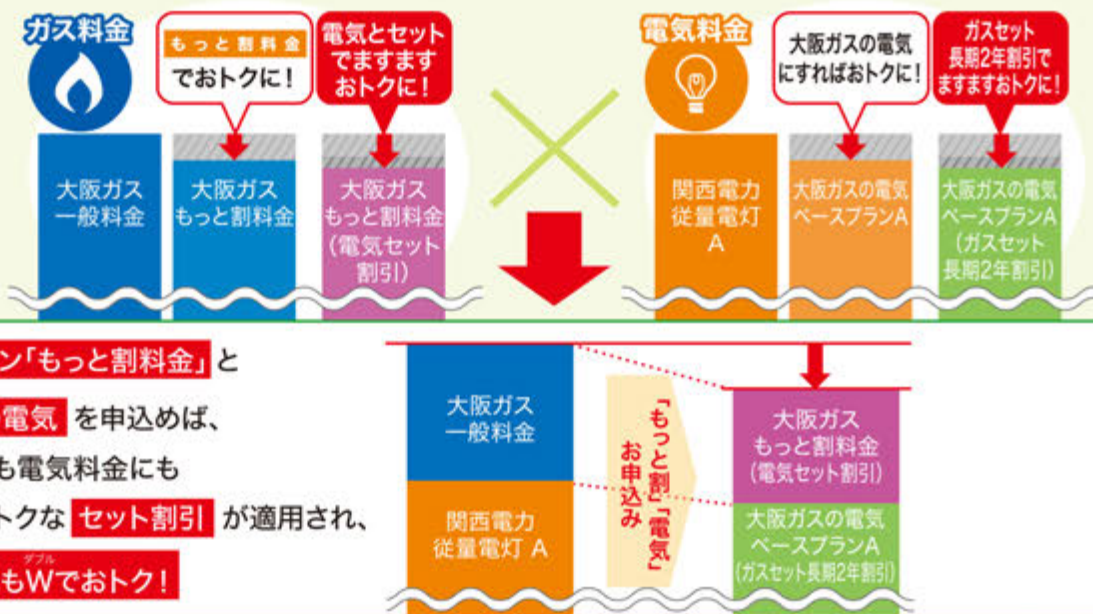 ガス料金
もっと割料金
でおトクに!
電気とセット
でますます
おトクに!
大阪ガス
一般料金
大阪ガス
もっと割料金
大阪ガス
もっと割料金
(電気セット
割引)
電気料金
大阪ガスの電気
にすればおトクに!
ガスセット
長期2年割引で
ますますおトクに!
関西電力
従量電灯
A
大阪ガスの電気
ベースプランA
大阪ガスの電気
ベースプランA
(ガスセット
長期2年割引)
ン「もっと割料金」と
電気 を申込めば、
も電気料金にも
トクな セット割引 が適用され、
ダブル
もWでおトク!
大阪ガス
一般料金
関西電力
従量電灯 A
「もっと割」「電気」
お申込み
大阪ガス
もっと割料金
(電気セット割引)
大阪ガスの電気
ベースプランA
(ガスセット長期2年割引)